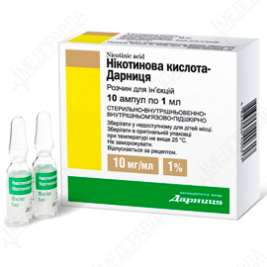 Nicotinic acid
Нікотинова кислота-
Дарниця
Розчин для ін'єкцій
10 ампул по 1 мл
СТЕРИЛЬНО•ВНУТРІШНЬОВЕННО•
ВНУТРІШНЬОМ'ЯЗОВО•ПІДШКІРНО
Зберігати у недоступному для дітей місці.
Зберігати в оригінальній упаковці
при температурі не вище 25 °С.
Не заморожувати.
Відпускається за рецептом.
10 мг/мл
1%
Дарниця